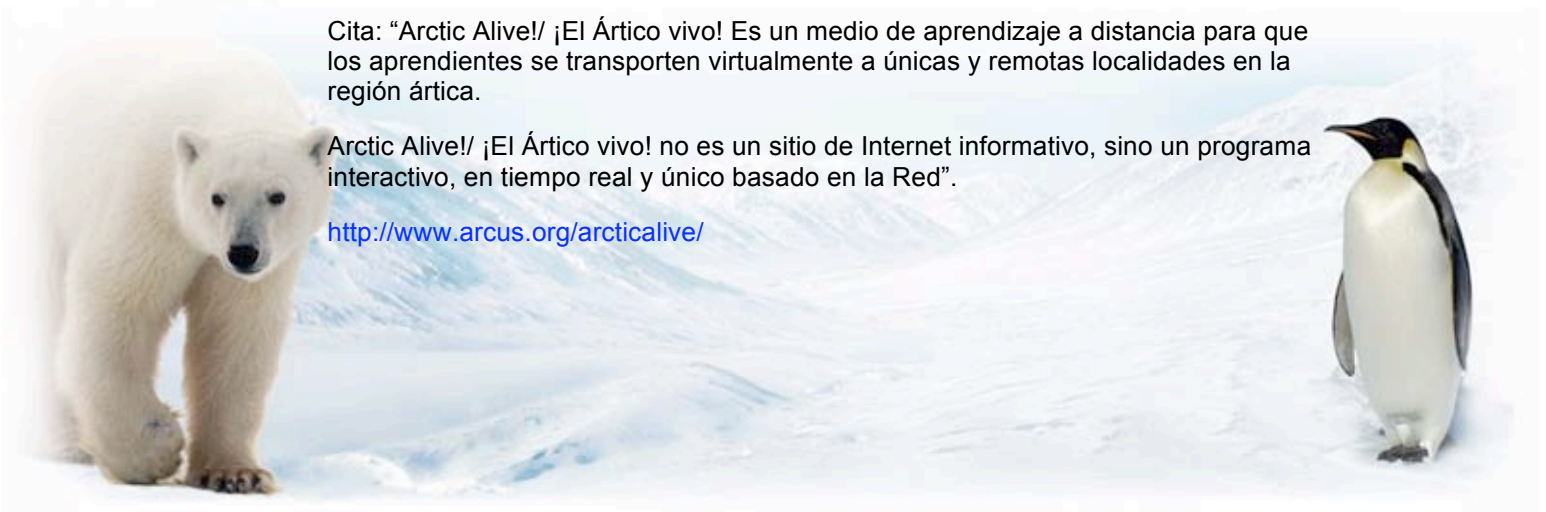 Cita: “Arctic Alive!/ ¡El Ártico vivo! Es un medio de aprendizaje a distancia para que
los aprendientes se transporten virtualmente a únicas y remotas localidades en la
región ártica.
Arctic Alive!/ ¡El Ártico vivo! no es un sitio de Internet informativo, sino un programa
interactivo, en tiempo real y único basado en la Red”.
http://www.arcus.org/arcticalive/